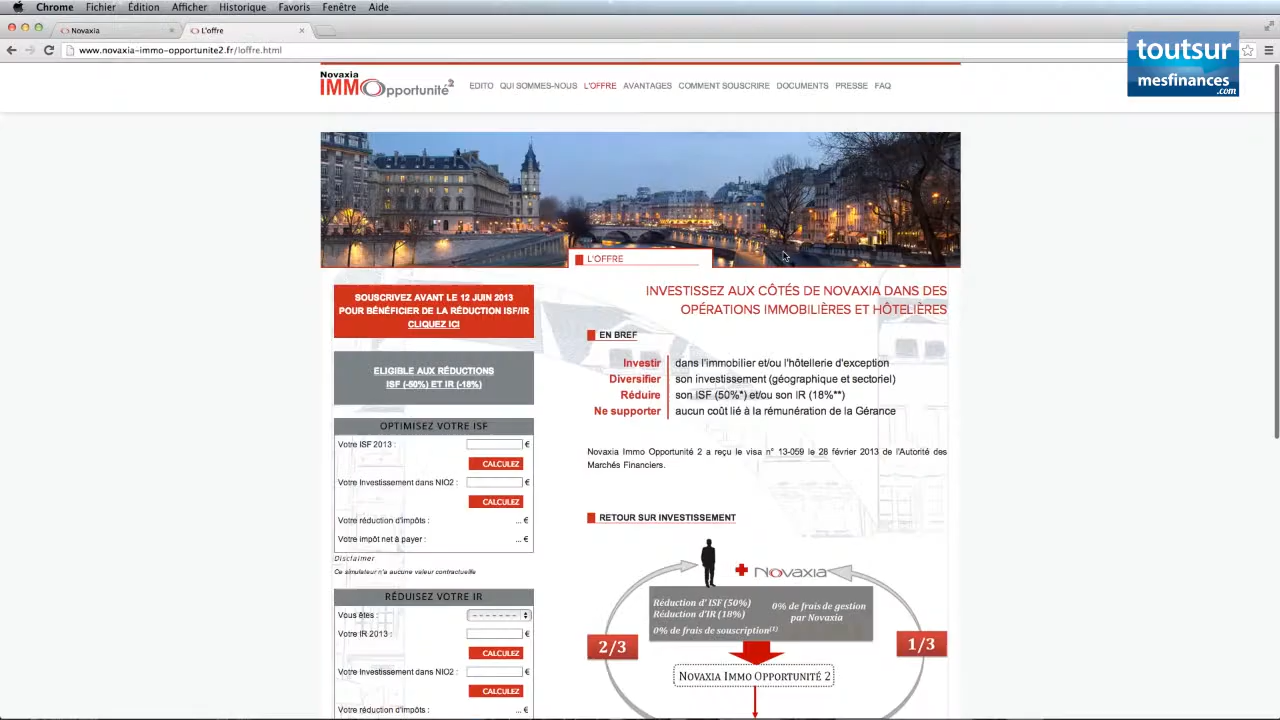 Chrome Fichier Édition Afficher Historique Favoris Fenêtre Aide
Novaxia
L'offre
www.novaxia-immo-opportunite2.fr/loffre.html
toutsur
mesfinances
.com
Novaxia
IMMOpportunité2
EDITO QUI SOMMES-NOUS L'OFFRE AVANTAGES COMMENT SOUSCRIRE DOCUMENTS PRESSE FAQ
L'OFFRE
SOUSCRIVEZ AVANT LE 12 JUIN 2013
POUR BÉNÉFICIER DE LA RÉDUCTION ISF/IR
CLIQUEZ ICI
ELIGIBLE AUX RÉDUCTIONS
ISF (-50%) ET IR (-18%)
OPTIMISEZ VOTRE ISF
Votre ISF 2013 : €
CALCULEZ
Votre Investissement dans NIO2 : €
CALCULEZ
Votre réduction d'impôts : ... €
Votre impôt net à payer : ... €
Disclaimer
Ce simulateur n'a aucune valeur contractuelle
RÉDUISEZ VOTRE IR
Vous êtes : -------
Votre IR 2013 : €
CALCULEZ
Votre Investissement dans NIO2 : €
CALCULEZ
Votre réduction d'impôts : ... €
INVESTISSEZ AUX CÔTÉS DE NOVAXIA DANS DES
OPÉRATIONS IMMOBILIÈRES ET HÔTELIÈRES
EN BREF
Investir dans l'immobilier et/ou l'hôtellerie d'exception
Diversifier son investissement (géographique et sectoriel)
Réduire son ISF (50%*) et/ou son IR (18%**)
Ne supporter aucun coût lié à la rémunération de la Gérance
Novaxia Immo Opportunité 2 a reçu le visa n° 13-059 le 28 février 2013 de l'Autorité des
Marchés Financiers.
RETOUR SUR INVESTISSEMENT
Novaxia
Réduction d' ISF (50%)
Réduction d'IR (18%)
0% de frais de souscription(1)
0% de frais de gestion
par Novaxia
2/3
1/3
Novaxia Immo Opportunité 2